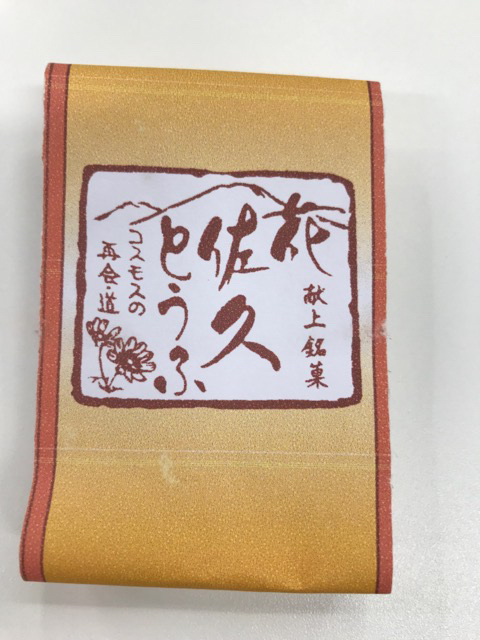 花
献上銘菓
佐久
とうふ
コスモスの
再会・道